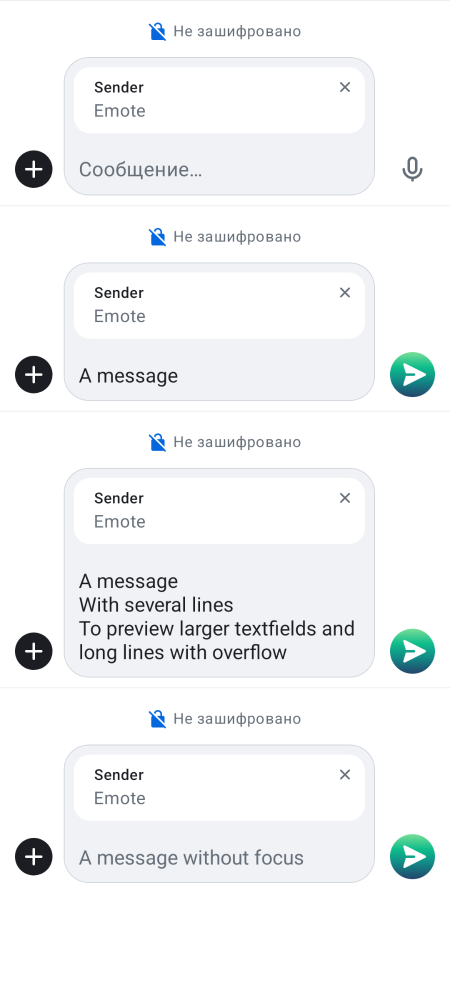 Не зашифровано
Sender
Emote
Сообщение…
Не зашифровано
Sender
Emote
A message
Не зашифровано
Sender
Emote
A message
With several lines
To preview larger textfields and
long lines with overflow
Не зашифровано
Sender
Emote
A message without focus